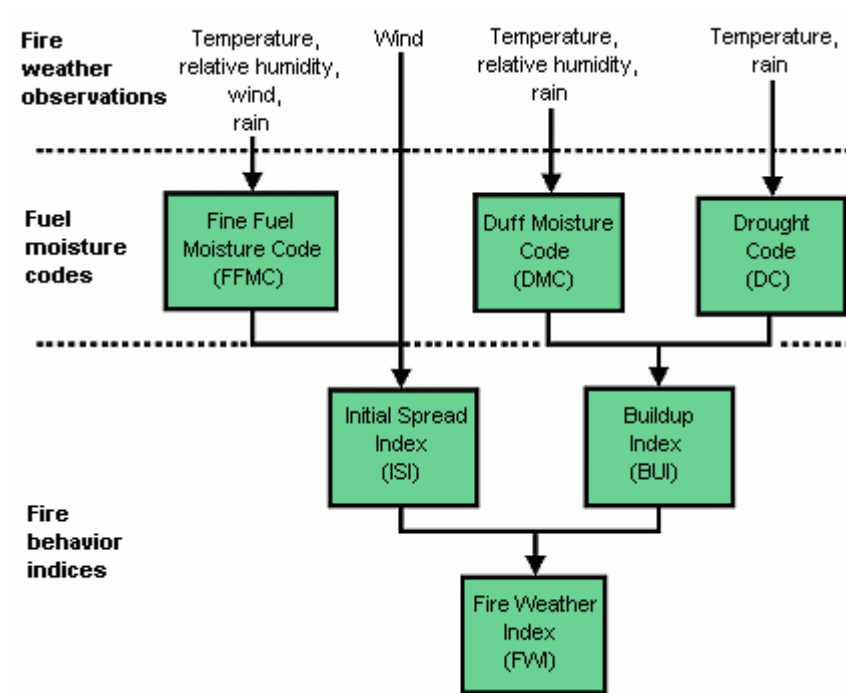 Fire
weather
observations
Temperature,
relative humidity,
wind,
rain
Wind
Temperature,
relative humidity,
rain
Temperature,
rain
Fuel
moisture
codes
Fine Fuel
Moisture Code
(FFMC)
Duff Moisture
Code
(DMC)
Drought
Code
(DC)
Fire
behavior
indices
Initial Spread
Index
(ISI)
Buildup
Index
(BUI)
Fire Weather
Index
(FWI)